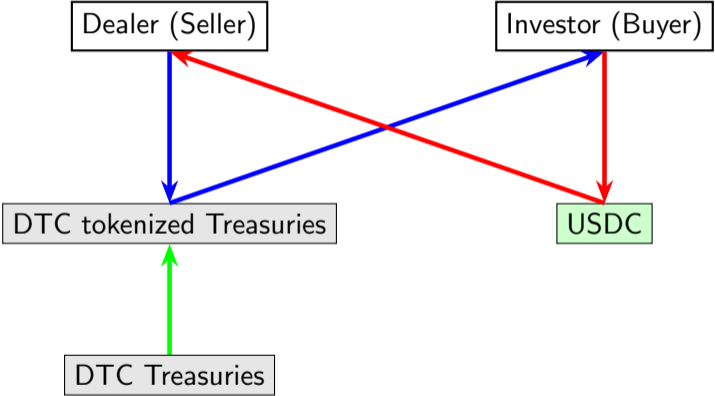 Dealer (Seller)
Investor (Buyer)
DTC tokenized Treasuries
USDC
DTC Treasuries